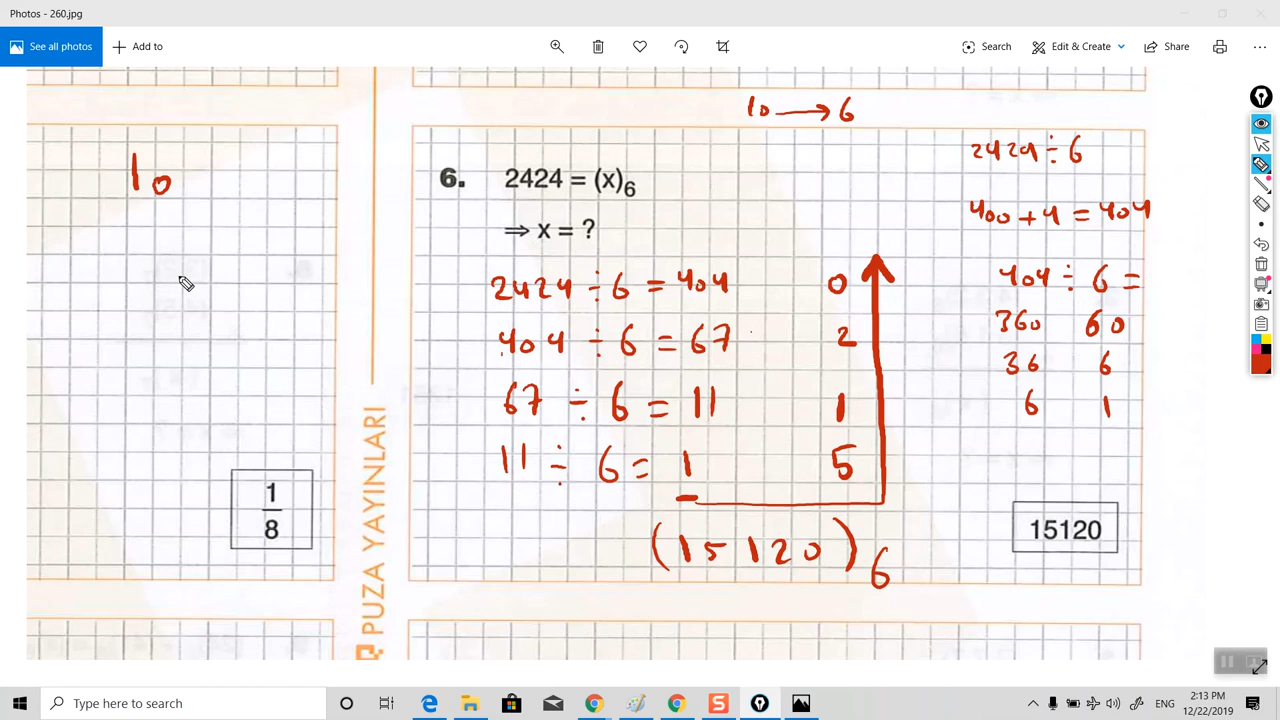 Photos - 260.jpg
See all photos
Add to
Search
Edit & Create
Share
10 → 6
10
6. 2424 = (x)6
⇒ x = ?
2424 ÷ 6 = 404 0
404 ÷ 6 = 67 2
67 ÷ 6 = 11 1
11 ÷ 6 = 1 5
(15120)6
2424 ÷ 6
400 + 4 = 404
404 ÷ 6 =
360 60
36 6
6 1
1
8
15120
PUZA YAYINLARI
Type here to search
ENG
2:13 PM
12/22/2019